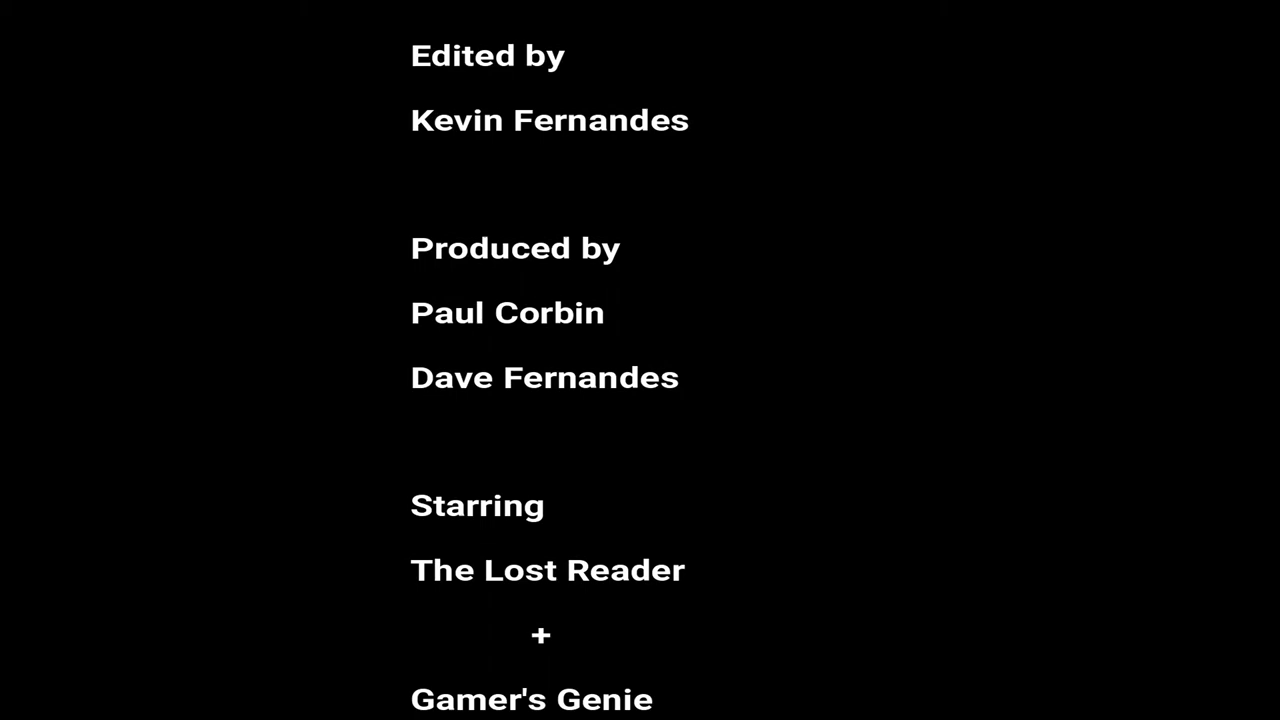 Edited by
Kevin Fernandes
Produced by
Paul Corbin
Dave Fernandes
Starring
The Lost Reader
+
Gamer's Genie